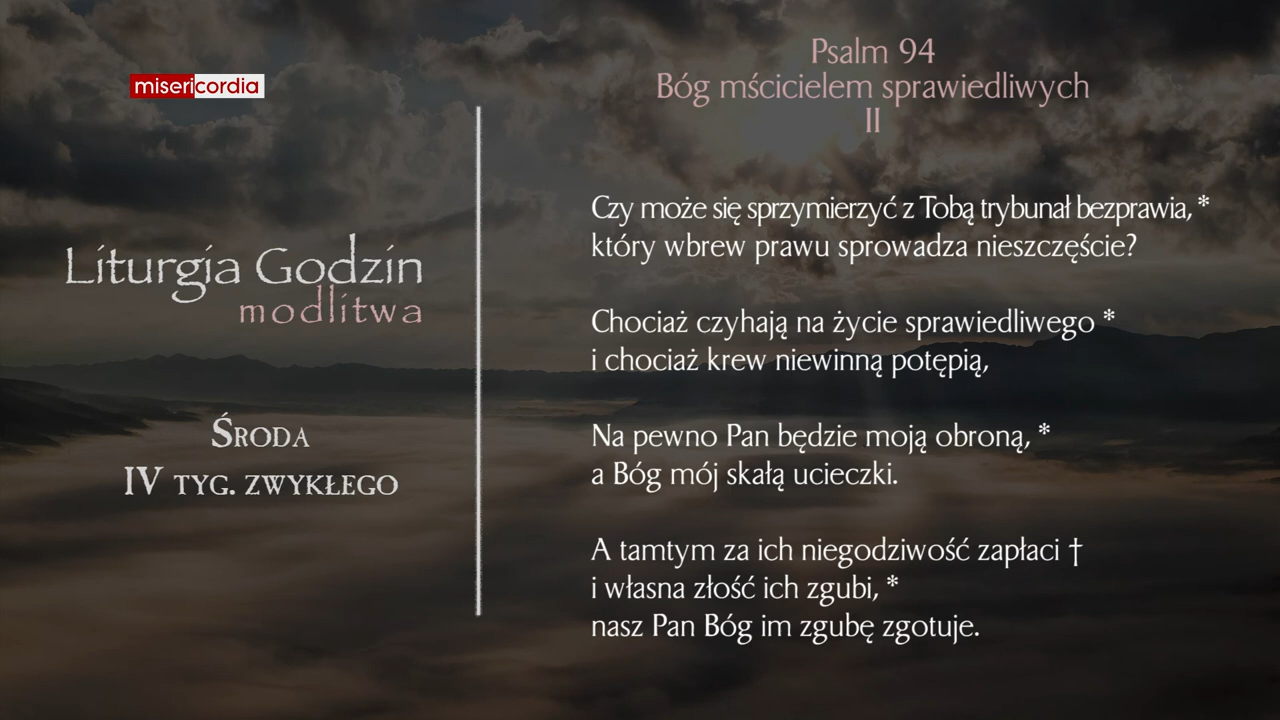 misericordia
Liturgia Godzin
modlitwa
Środa
IV tyg. zwykłego
Psalm 94
Bóg mścicielem sprawiedliwych
II
Czy może się sprzymierzyć z Tobą trybunał bezprawia, *
który wbrew prawu sprowadza nieszczęście?
Chociaż czyhają na życie sprawiedliwego *
i chociaż krew niewinną potępią,
Na pewno Pan będzie moją obroną, *
a Bóg mój skałą ucieczki.
A tamtym za ich niegodziwość zapłaci †
i własna złość ich zgubi, *
nasz Pan Bóg im zgubę zgotuje.